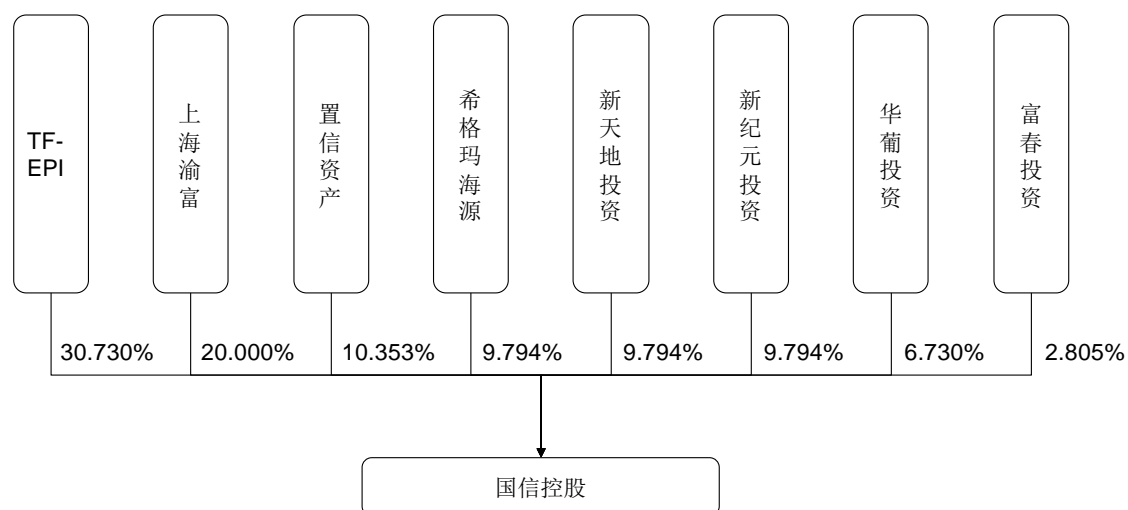 TF-
EPI
上海渝富
置信资产
希格玛海源
新天地投资
新纪元投资
华葡投资
富春投资
30.730%
20.000%
10.353%
9.794%
9.794%
9.794%
6.730%
2.805%
国信控股